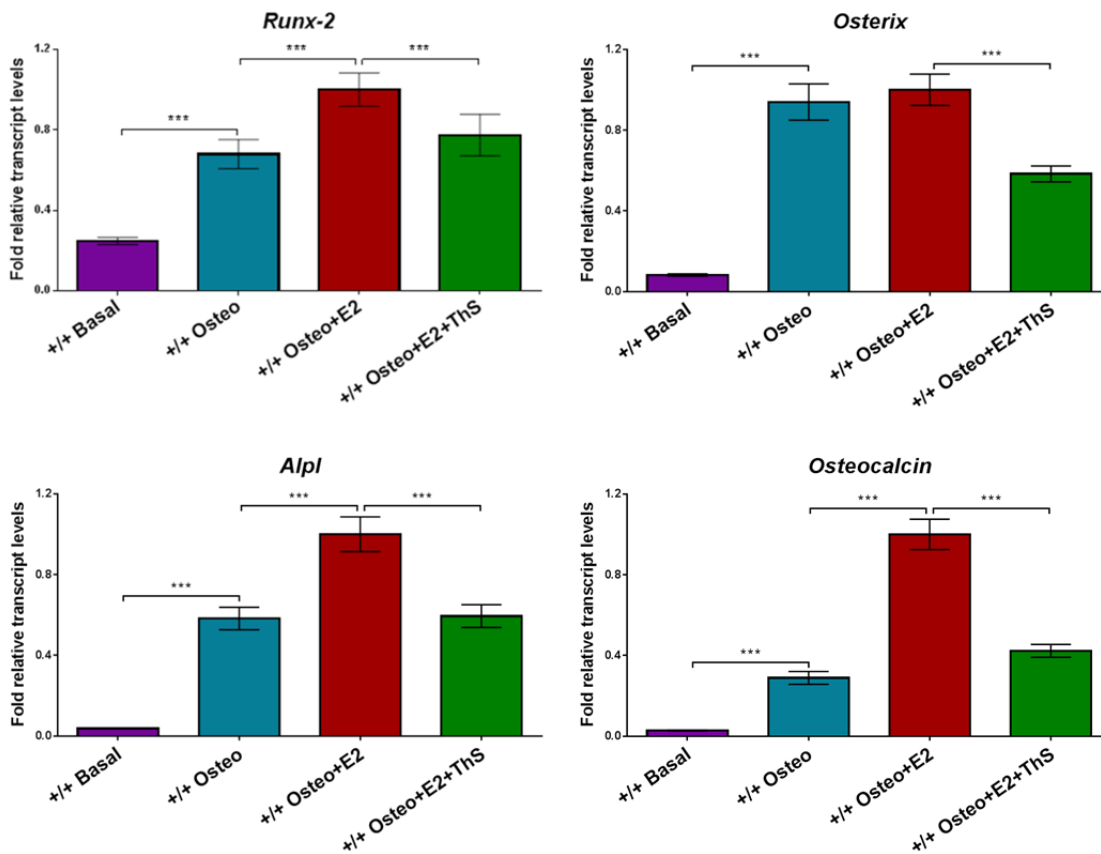 Runx-2
Fold relative transcript levels
1.2
0.8
0.4
0.0
***
***
***
+/+ Basal
+/+ Osteo
+/+ Osteo+E2
+/+ Osteo+E2+ThS
Osterix
Fold relative transcript levels
1.2
0.8
0.4
0.0
***
***
+/+ Basal
+/+ Osteo
+/+ Osteo+E2
+/+ Osteo+E2+ThS
Alpl
Fold relative transcript levels
1.2
0.8
0.4
0.0
***
***
***
+/+ Basal
+/+ Osteo
+/+ Osteo+E2
+/+ Osteo+E2+ThS
Osteocalcin
Fold relative transcript levels
1.2
0.8
0.4
0.0
***
***
***
+/+ Basal
+/+ Osteo
+/+ Osteo+E2
+/+ Osteo+E2+ThS